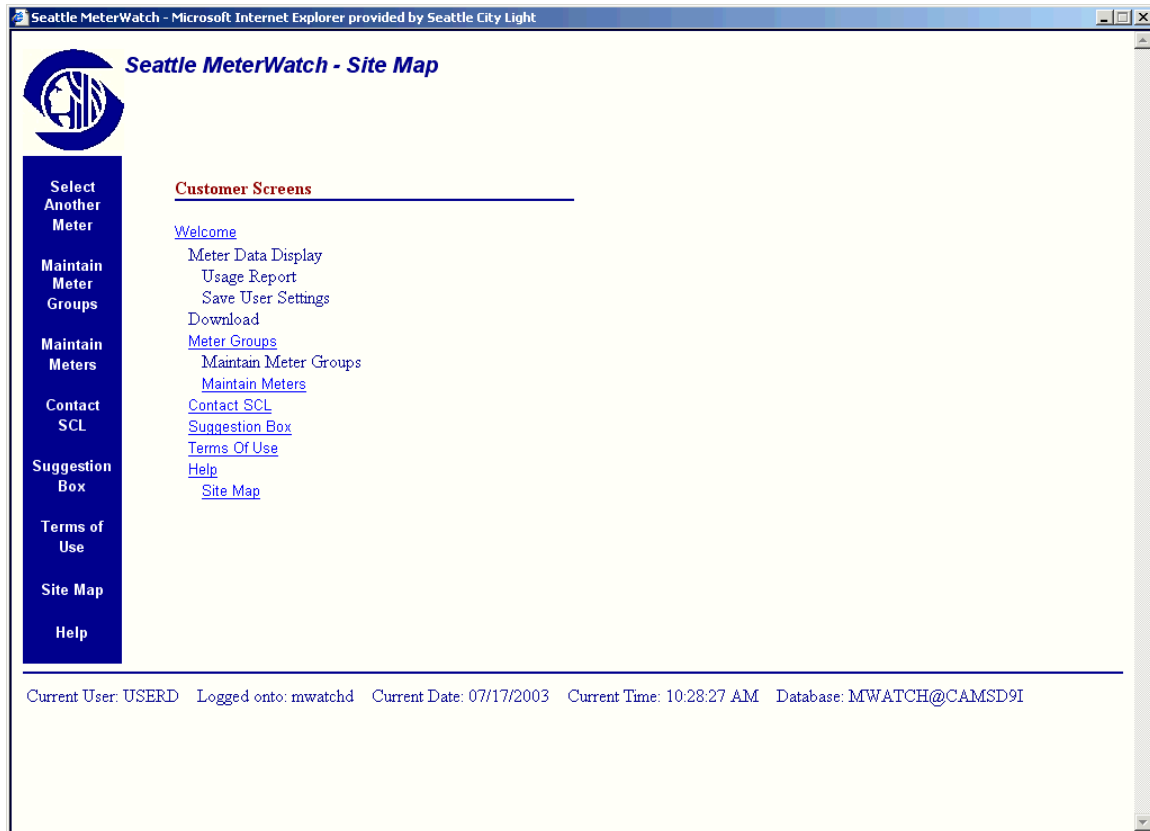 Seattle MeterWatch - Microsoft Internet Explorer provided by Seattle City Light
Seattle MeterWatch - Site Map
Select
Another
Meter
Maintain
Meter
Groups
Maintain
Meters
Contact
SCL
Suggestion
Box
Terms of
Use
Site Map
Help
Customer Screens
Welcome
Meter Data Display
Usage Report
Save User Settings
Download
Meter Groups
Maintain Meter Groups
Maintain Meters
Contact SCL
Suggestion Box
Terms Of Use
Help
Site Map
Current User: USERD Logged onto: mwatchd Current Date: 07/17/2003 Current Time: 10:28:27 AM Database: MWATCH@CAMSD9I